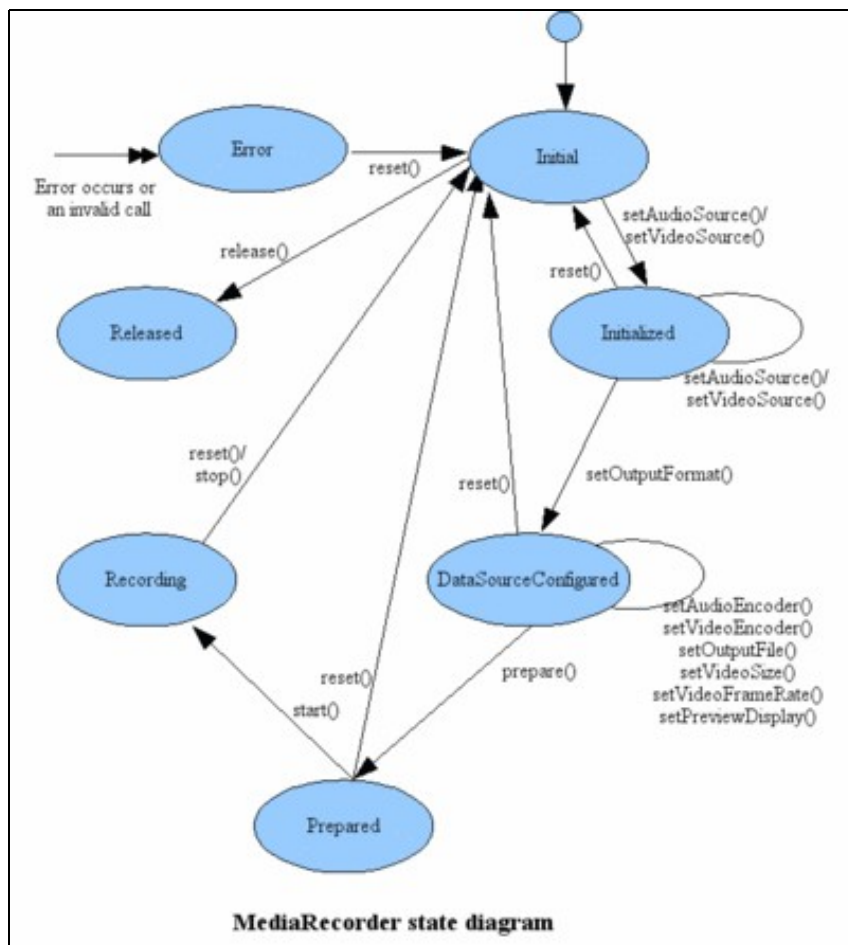 Error
Initial
reset()
Error occurs or
an invalid call
setAudioSource()/
setVideoSource()
release()
reset()
Released
Initialized
setAudioSource()/
setVideoSource()
reset()/
stop()
reset()
setOutputFormat()
Recording
DataSourceConfigured
setAudioEncoder()
setVideoEncoder()
setOutputFile()
setVideoSize()
setVideoFrameRate()
setPreviewDisplay()
reset()
prepare()
start()
Prepared
MediaRecorder state diagram